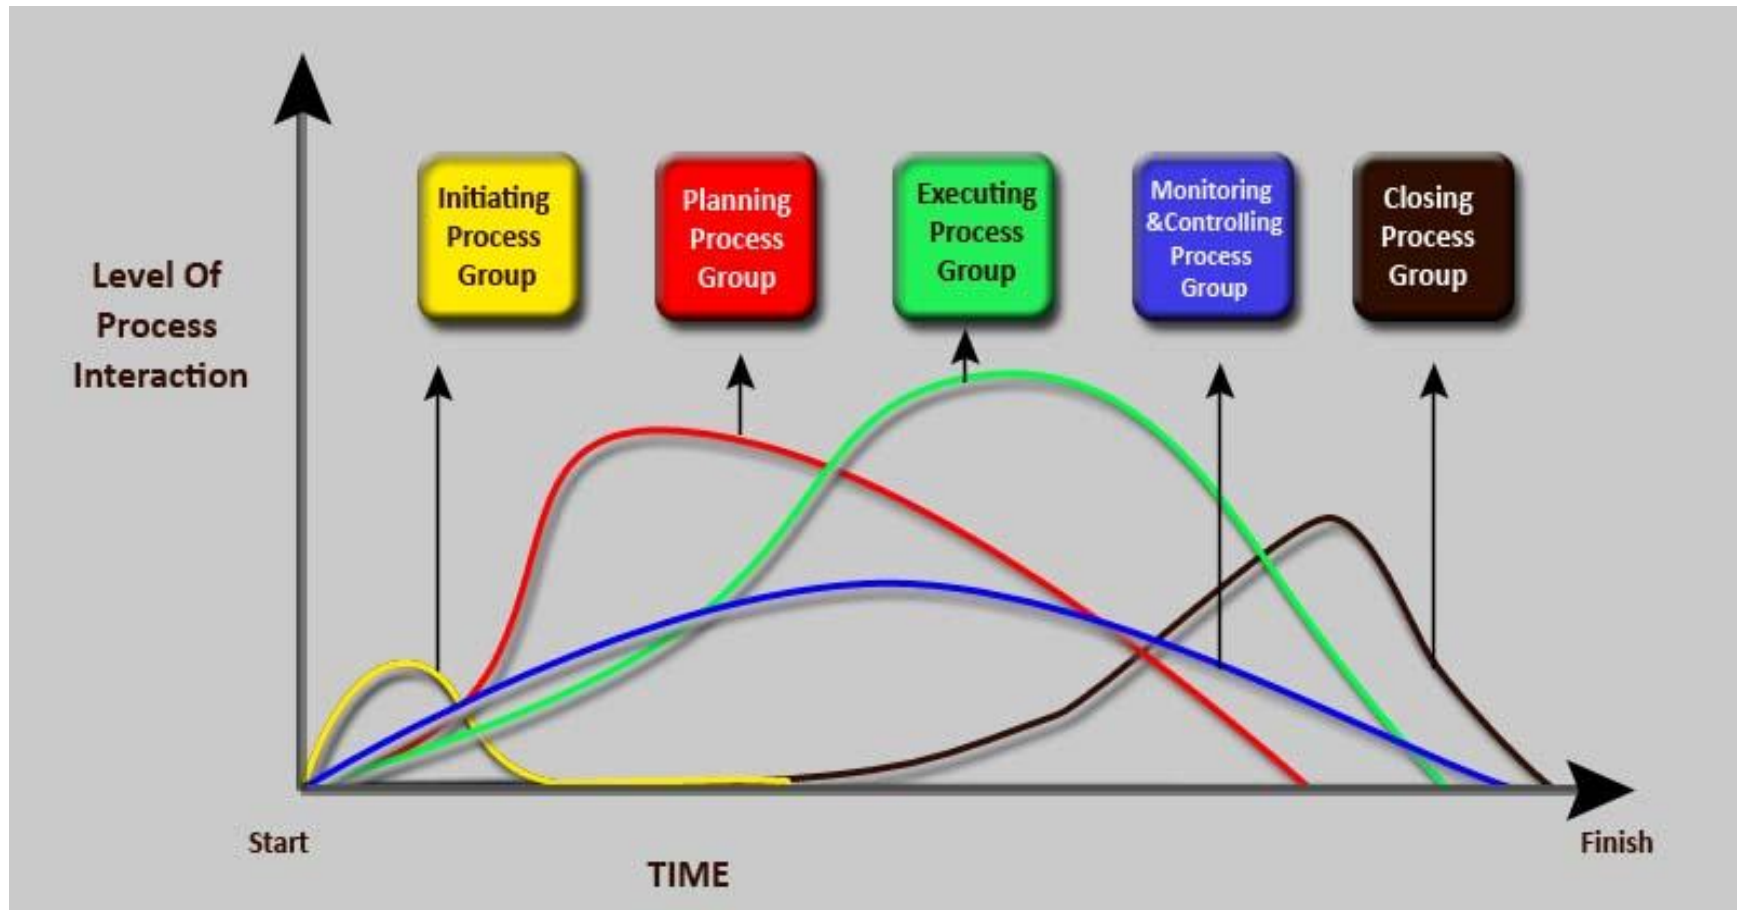 Initiating
Process
Group
Planning
Process
Group
Executing
Process
Group
Monitoring
&Controlling
Process
Group
Closing
Process
Group
Level Of
Process
Interaction
Start
TIME
Finish